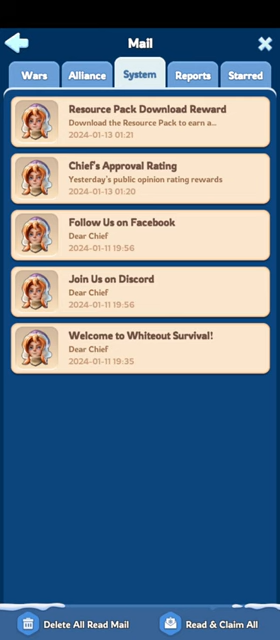 Mail
Wars
Alliance
System
Reports
Starred
Resource Pack Download Reward
Download the Resource Pack to earn a...
2024-01-13 01:21
Chief's Approval Rating
Yesterday's public opinion rating rewards
2024-01-13 01:20
Follow Us on Facebook
Dear Chief
2024-01-11 19:56
Join Us on Discord
Dear Chief
2024-01-11 19:56
Welcome to Whiteout Survival!
Dear Chief
2024-01-11 19:35
Delete All Read Mail
Read & Claim All